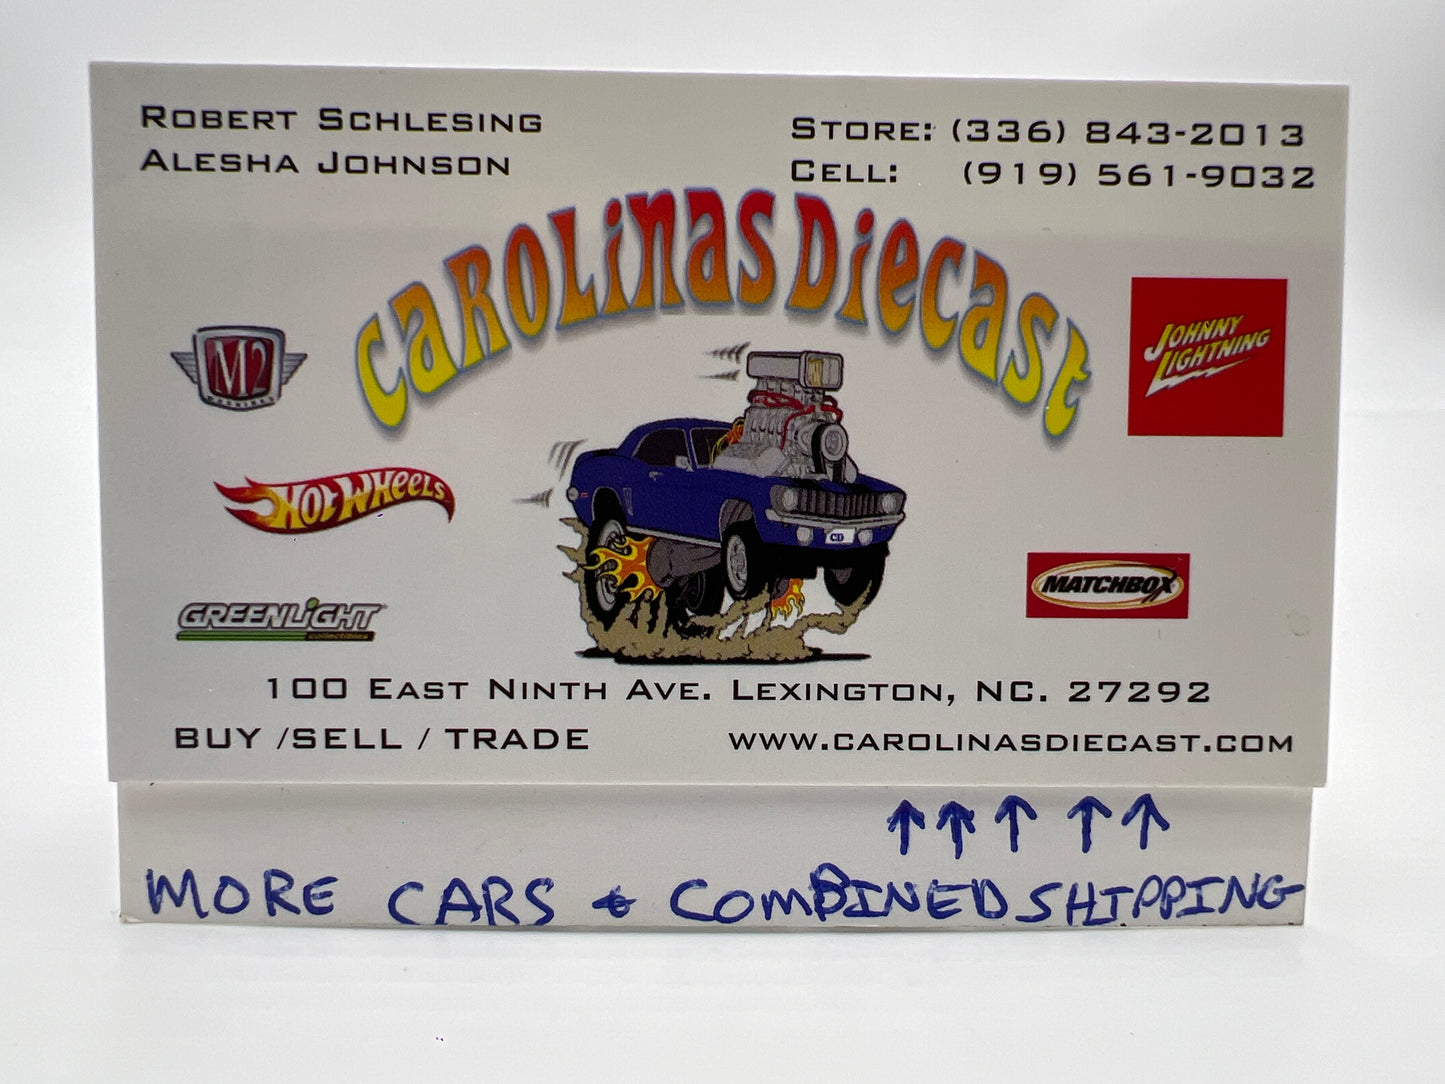 ROBERT SCHLESING
ALESHA JOHNSON
STORE: (336) 843-2013
CELL: (919) 561-9032
CAROLINAS DIECAST
M2
MACHINES
JOHNNY
LIGHTNING
HOT WHEELS
CD
MATCHBOX
GREENLIGHT
collectibles
100 EAST NINTH AVE. LEXINGTON, NC. 27292
BUY /SELL / TRADE
WWW.CAROLINASDIECAST.COM
↑↑↑ ↑↑
MORE CARS & COMBINED SHIPPING